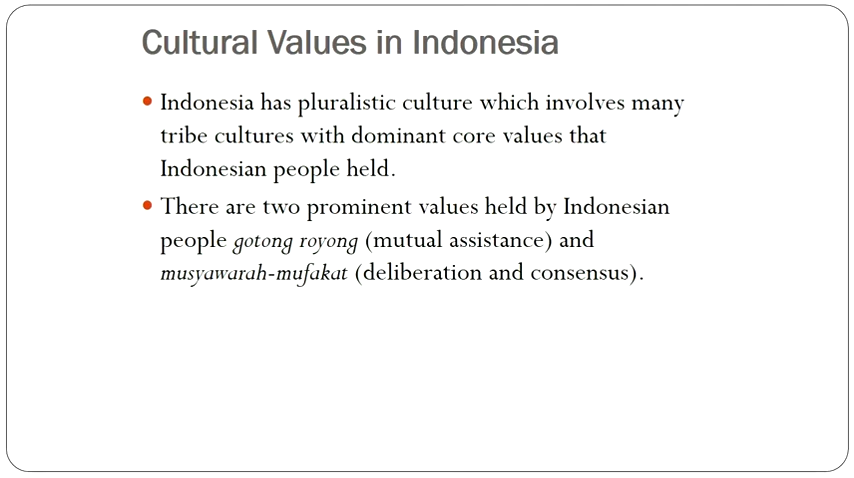 Cultural Values in Indonesia
• Indonesia has pluralistic culture which involves many
tribe cultures with dominant core values that
Indonesian people held.
• There are two prominent values held by Indonesian
people gotong royong (mutual assistance) and
musyawarah-mufakat (deliberation and consensus).